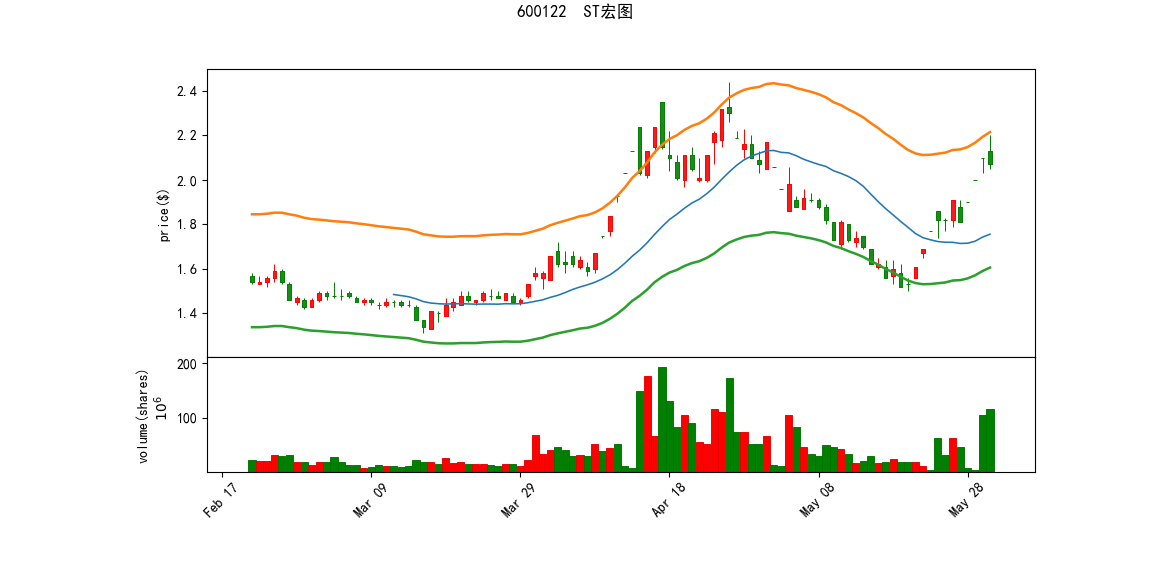 600122 ST宏图
price($)
2.4
2.2
2.0
1.8
1.6
1.4
volume(shares)
10^6
200
100
Feb 17
Mar 09
Mar 29
Apr 18
May 08
May 28